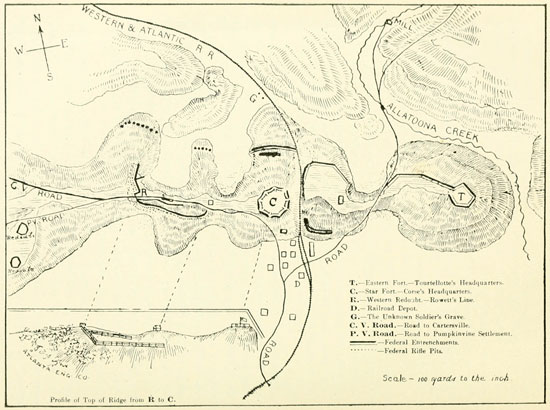 WESTERN & ATLANTIC R R
N
W E
S
MILL
G
ALLATOONA CREEK
C.V. ROAD
R
C
T
P.V. ROAD
Redoubt
Redoubt
D
ROAD
ROAD
T.—Eastern Fort.—Tourtellotte's Headquarters.
C.—Star Fort.—Corse's Headquarters.
R.—Western Redoubt.—Rowett's Line.
D.—Railroad Depot.
G.—The Unknown Soldier's Grave.
C. V. Road.—Road to Cartersville.
P. V. Road.—Road to Pumpkinvine Settlement.
—Federal Entrenchments.
—Federal Rifle Pits.
ATLANTA ENG. CO.
Scale — 100 yards to the inch
Profile of Top of Ridge from R to C.